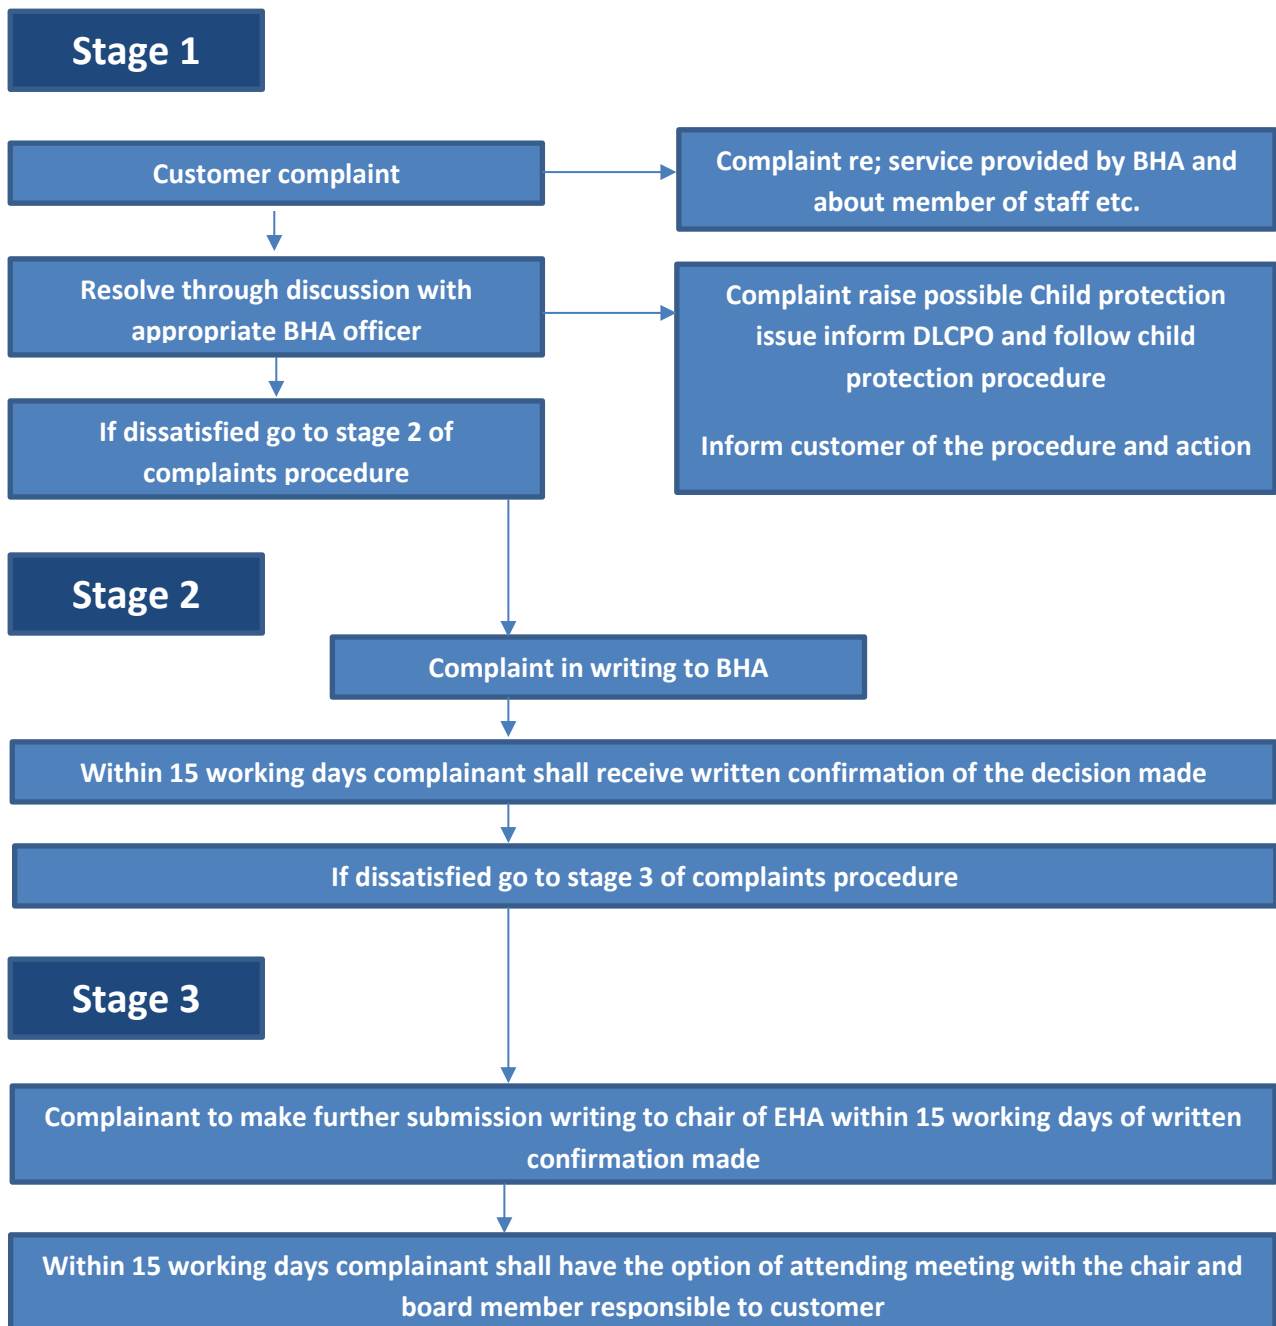 Stage 1
Customer complaint
Complaint re; service provided by BHA and
about member of staff etc.
Resolve through discussion with
appropriate BHA officer
Complaint raise possible Child protection
issue inform DLCPO and follow child
protection procedure
Inform customer of the procedure and action
If dissatisfied go to stage 2 of
complaints procedure
Stage 2
Complaint in writing to BHA
Within 15 working days complainant shall receive written confirmation of the decision made
If dissatisfied go to stage 3 of complaints procedure
Stage 3
Complainant to make further submission writing to chair of EHA within 15 working days of written
confirmation made
Within 15 working days complainant shall have the option of attending meeting with the chair and
board member responsible to customer